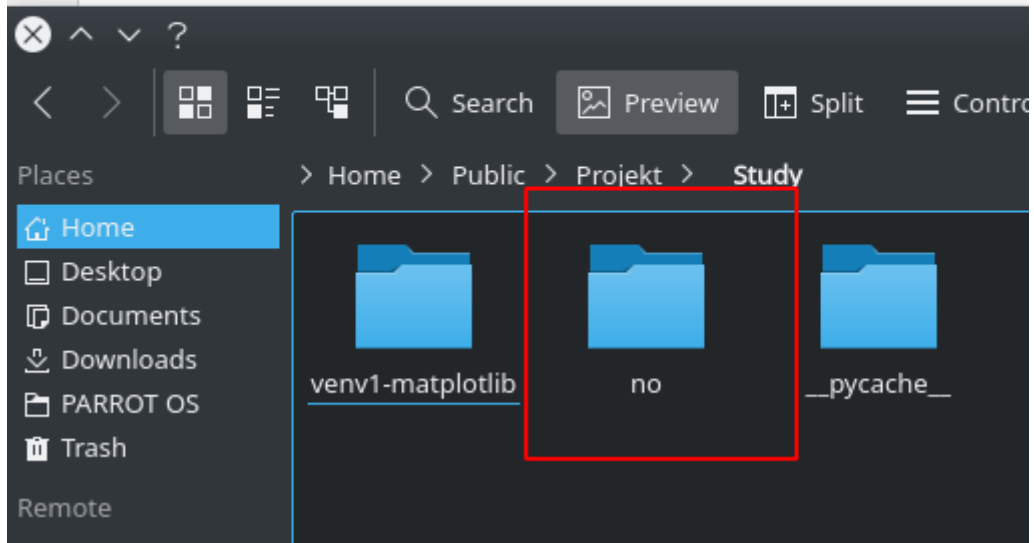 ?
Search Preview Split Contro
Places
> Home > Public > Projekt > Study
Home
Desktop
Documents
Downloads
PARROT OS
Trash
Remote
venv1-matplotlib no __pycache__